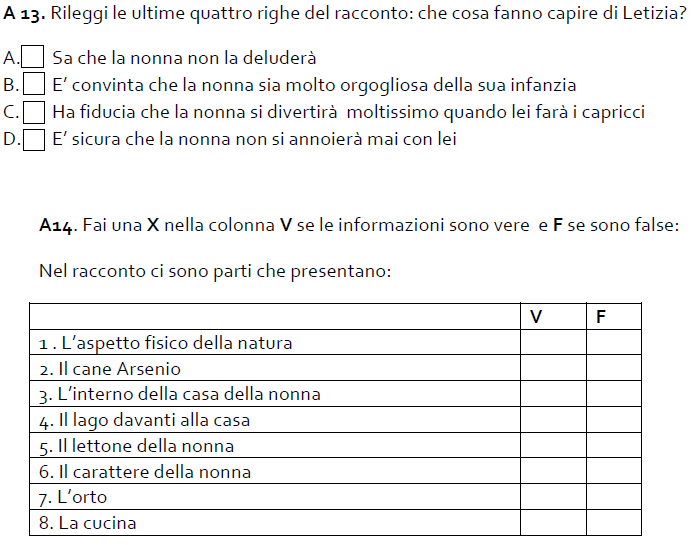 A 13. Rileggi le ultime quattro righe del racconto: che cosa fanno capire di Letizia?
A. Sa che la nonna non la deluderà
B. E' convinta che la nonna sia molto orgogliosa della sua infanzia
C. Ha fiducia che la nonna si divertirà moltissimo quando lei farà i capricci
D. E' sicura che la nonna non si annoierà mai con lei
A14. Fai una X nella colonna V se le informazioni sono vere e F se sono false:
Nel racconto ci sono parti che presentano:
V F
1 . L'aspetto fisico della natura
2. Il cane Arsenio
3. L'interno della casa della nonna
4. Il lago davanti alla casa
5. Il lettone della nonna
6. Il carattere della nonna
7. L'orto
8. La cucina